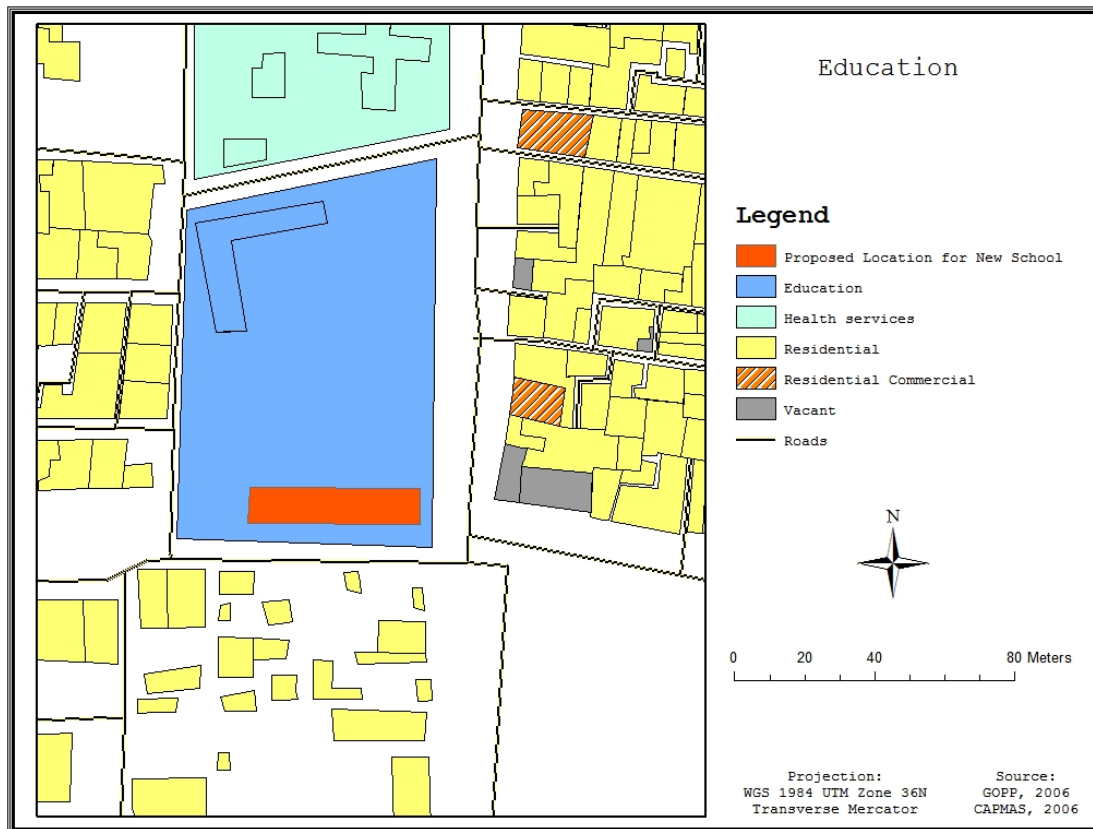 Education
Legend
Proposed Location for New School
Education
Health services
Residential
Residential Commercial
Vacant
Roads
N
0 20 40 80 Meters
Projection:
WGS 1984 UTM Zone 36N
Transverse Mercator
Source:
GOPP, 2006
CAPMAS, 2006